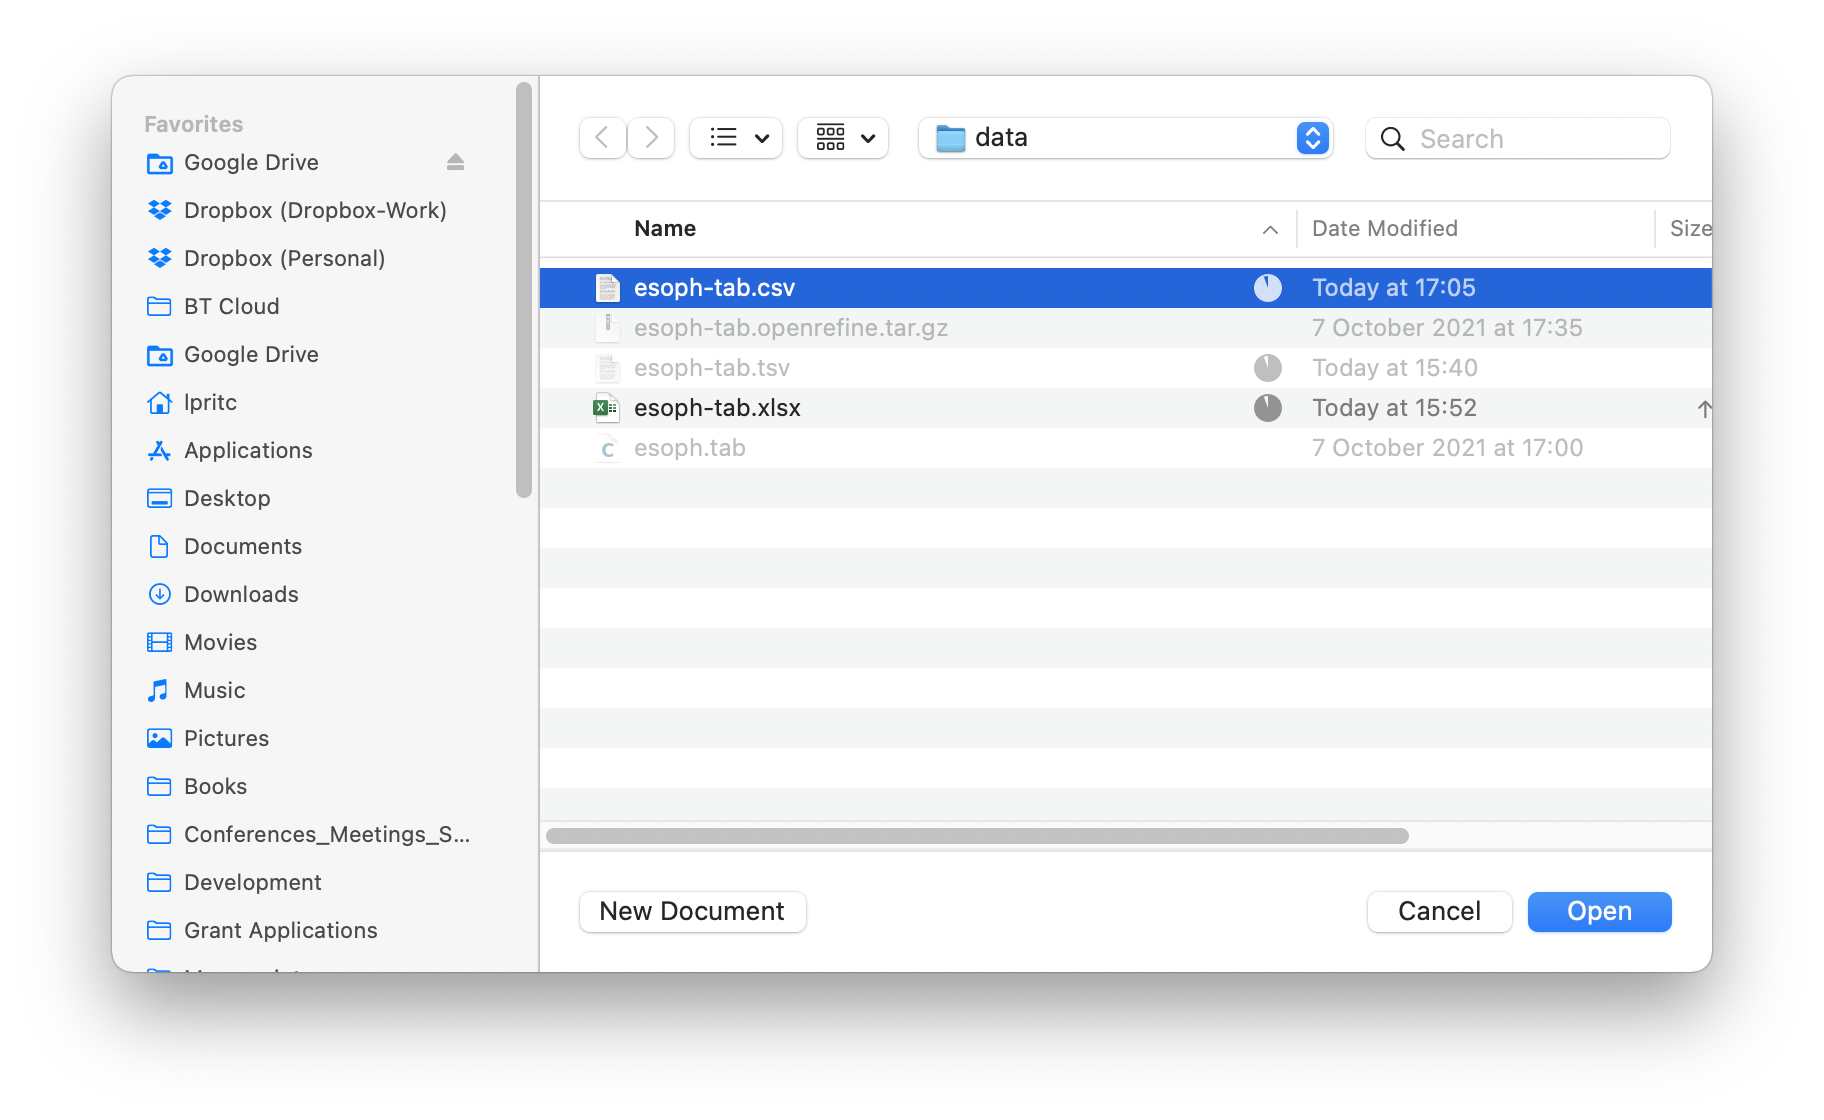 Favorites
Google Drive
Dropbox (Dropbox-Work)
Dropbox (Personal)
BT Cloud
Google Drive
lpritc
Applications
Desktop
Documents
Downloads
Movies
Music
Pictures
Books
Conferences_Meetings_S...
Development
Grant Applications
data
Search
Name Date Modified Size
esoph-tab.csv Today at 17:05
esoph-tab.openrefine.tar.gz 7 October 2021 at 17:35
esoph-tab.tsv Today at 15:40
esoph-tab.xlsx Today at 15:52
esoph.tab 7 October 2021 at 17:00
New Document Cancel Open